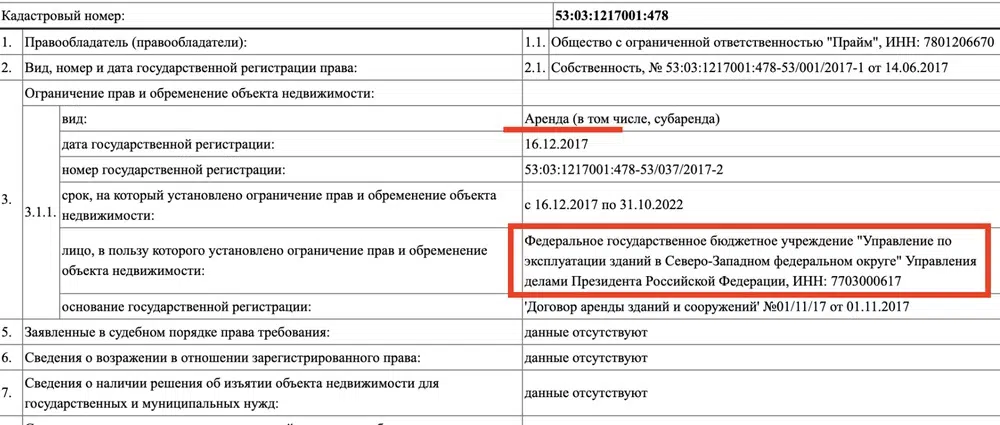 Кадастровый номер: 53:03:1217001:478
1. Правообладатель (правообладатели): 1.1. Общество с ограниченной ответственностью "Прайм", ИНН: 7801206670
2. Вид, номер и дата государственной регистрации права: 2.1. Собственность, № 53:03:1217001:478-53/001/2017-1 от 14.06.2017
3. Ограничение прав и обременение объекта недвижимости:
3.1.1. вид: Аренда (в том числе, субаренда)
дата государственной регистрации: 16.12.2017
номер государственной регистрации: 53:03:1217001:478-53/037/2017-2
срок, на который установлено ограничение прав и обременение объекта
недвижимости: с 16.12.2017 по 31.10.2022
лицо, в пользу которого установлено ограничение прав и обременение
объекта недвижимости:
Федеральное государственное бюджетное учреждение "Управление по
эксплуатации зданий в Северо-Западном федеральном округе" Управления
делами Президента Российской Федерации, ИНН: 7703000617
основание государственной регистрации: 'Договор аренды зданий и сооружений' №01/11/17 от 01.11.2017
5. Заявленные в судебном порядке права требования: данные отсутствуют
6. Сведения о возражении в отношении зарегистрированного права: данные отсутствуют
7. Сведения о наличии решения об изъятии объекта недвижимости для
государственных и муниципальных нужд: данные отсутствуют